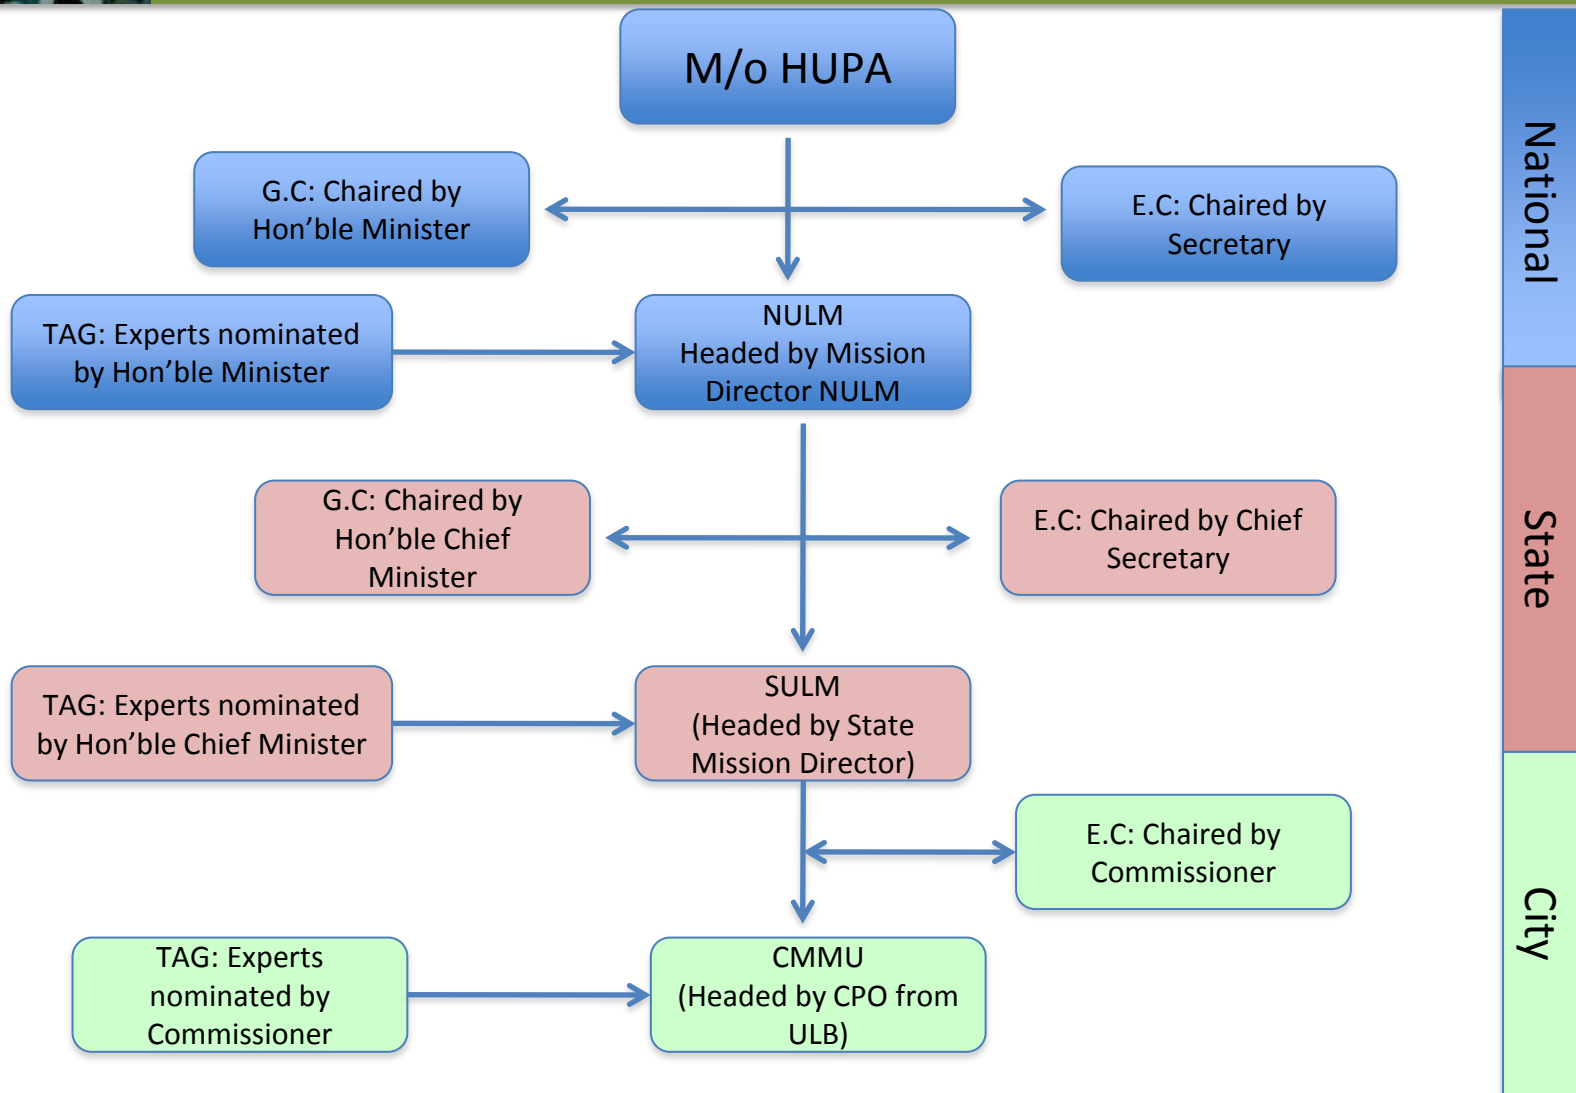 M/o HUPA
G.C: Chaired by
Hon’ble Minister
E.C: Chaired by
Secretary
TAG: Experts nominated
by Hon’ble Minister
NULM
Headed by Mission
Director NULM
National
G.C: Chaired by
Hon’ble Chief
Minister
E.C: Chaired by Chief
Secretary
TAG: Experts nominated
by Hon’ble Chief Minister
SULM
(Headed by State
Mission Director)
State
E.C: Chaired by
Commissioner
TAG: Experts
nominated by
Commissioner
CMMU
(Headed by CPO from
ULB)
City